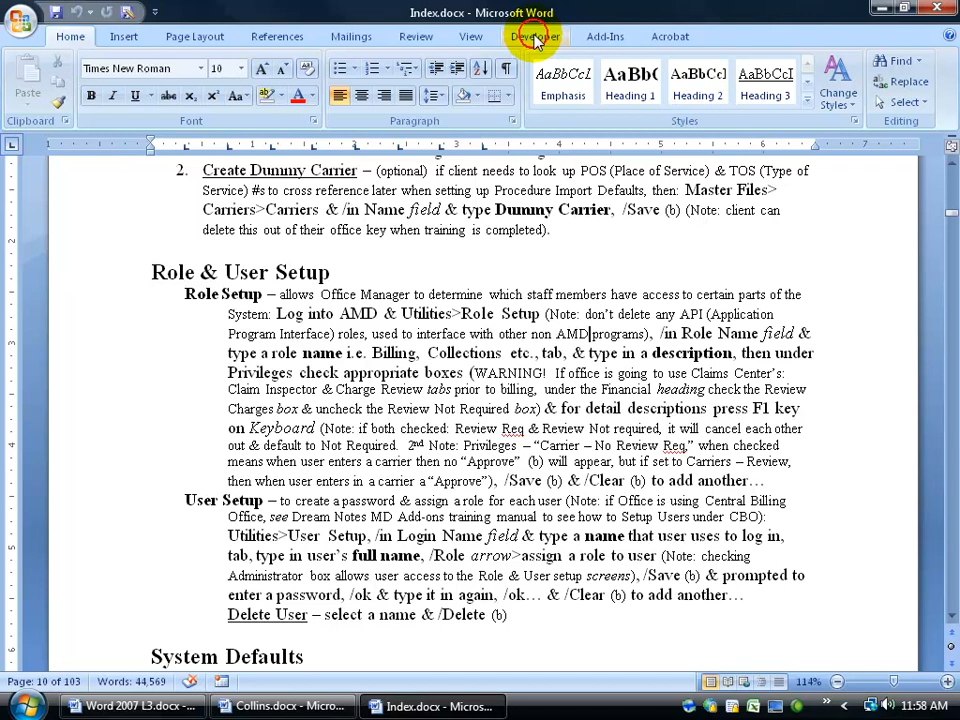 Index.docx - Microsoft Word
Home Insert Page Layout References Mailings Review View Developer Add-Ins Acrobat
Times New Roman 10
AaBbCcI AaBb( AaBbCc] AaBbCcI
Find
Replace
Select
Paste
Emphasis Heading 1 Heading 2 Heading 3
Change Styles
Clipboard Font Paragraph Styles Editing
2. Create Dummy Carrier – (optional) if client needs to look up POS (Place of Service) & TOS (Type of
Service) #s to cross reference later when setting up Procedure Import Defaults, then: Master Files>
Carriers>Carriers & /in Name field & type Dummy Carrier, /Save (b) (Note: client can
delete this out of their office key when training is completed).
Role & User Setup
Role Setup – allows Office Manager to determine which staff members have access to certain parts of the
System: Log into AMD & Utilities>Role Setup (Note: don't delete any API (Application
Program Interface) roles, used to interface with other non AMD programs), /in Role Name field &
type a role name i.e. Billing, Collections etc., tab, & type in a description, then under
Privileges check appropriate boxes (WARNING! If office is going to use Claims Center's:
Claim Inspector & Charge Review tabs prior to billing, under the Financial heading check the Review
Charges box & uncheck the Review Not Required box) & for detail descriptions press F1 key
on Keyboard (Note: if both checked: Review Req & Review Not required, it will cancel each other
out & default to Not Required. 2nd Note: Privileges – "Carrier – No Review Req," when checked
means when user enters a carrier then no "Approve" (b) will appear, but if set to Carriers – Review,
then when user enters in a carrier a "Approve"), /Save (b) & /Clear (b) to add another…
User Setup – to create a password & assign a role for each user (Note: if Office is using Central Billing
Office, see Dream Notes MD Add-ons training manual to see how to Setup Users under CBO):
Utilities>User Setup, /in Login Name field & type a name that user uses to log in,
tab, type in user's full name, /Role arrow>assign a role to user (Note: checking
Administrator box allows user access to the Role & User setup screens), /Save (b) & prompted to
enter a password, /ok & type it in again, /ok… & /Clear (b) to add another…
Delete User – select a name & /Delete (b)
System Defaults
Page: 10 of 103 Words: 44,569 114%
Word 2007 L3.docx -... Collins.docx - Micros... Index.docx - Micros... 11:58 AM